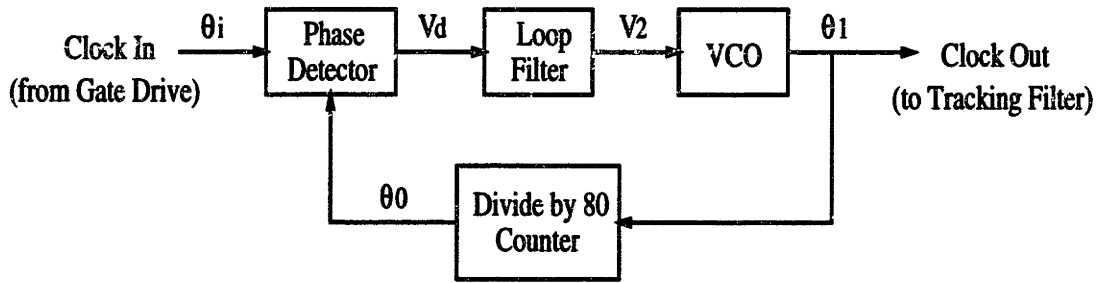 Clock In
(from Gate Drive)
θi
Phase
Detector
Vd
Loop
Filter
V2
VCO
θ1
Clock Out
(to Tracking Filter)
θ0
Divide by 80
Counter